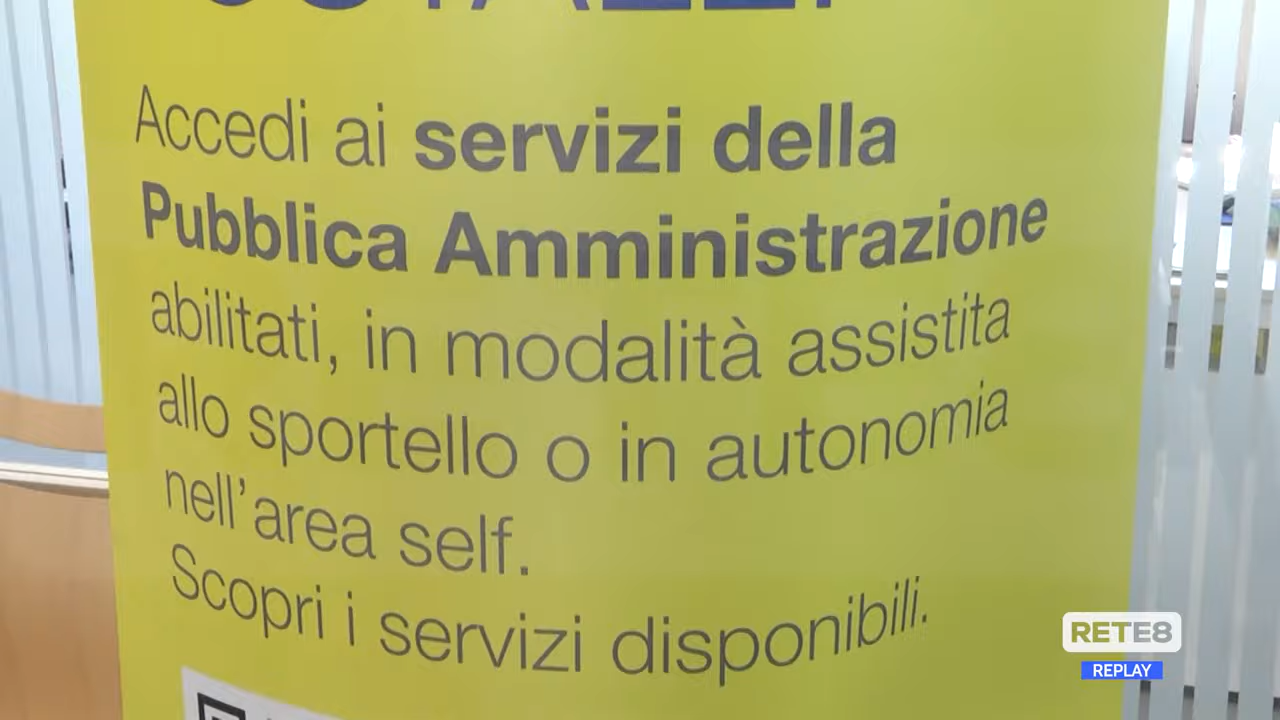 Accedi ai servizi della
Pubblica Amministrazione
abilitati, in modalità assistita
allo sportello o in autonomia
nell'area self.
Scopri i servizi disponibili.
RETE8
REPLAY